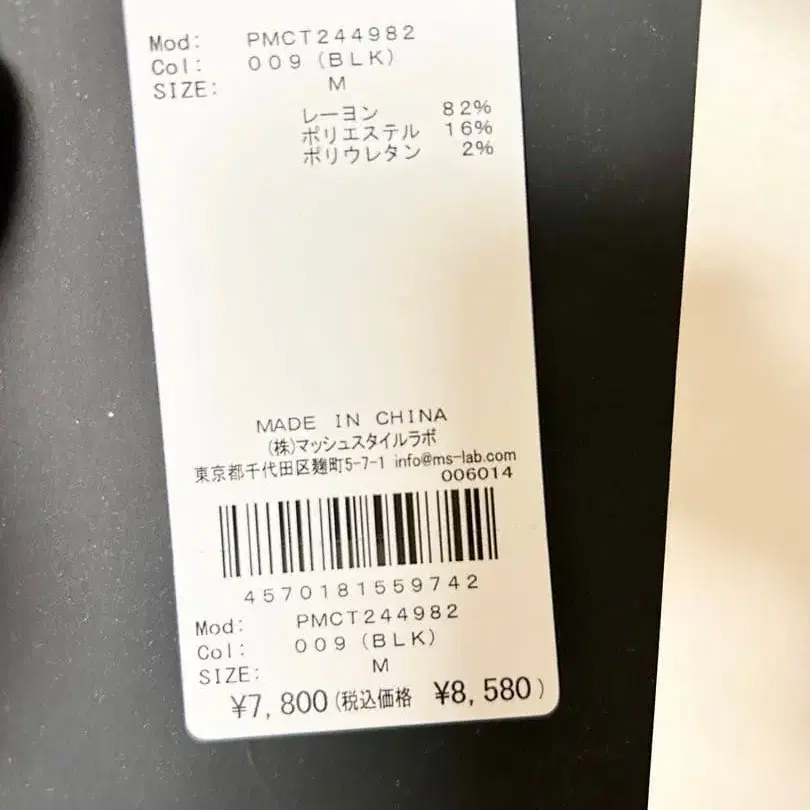 Mod: PMCT244982
Col: 009(BLK)
SIZE: M
レーヨン 82%
ポリエステル 16%
ポリウレタン 2%
MADE IN CHINA
(株)マッシュスタイルラボ
東京都千代田区麹町5-7-1 info@ms-lab.com
006014
4570181559742
Mod: PMCT244982
Col: 009(BLK)
SIZE: M
¥7,800(税込価格 ¥8,580)